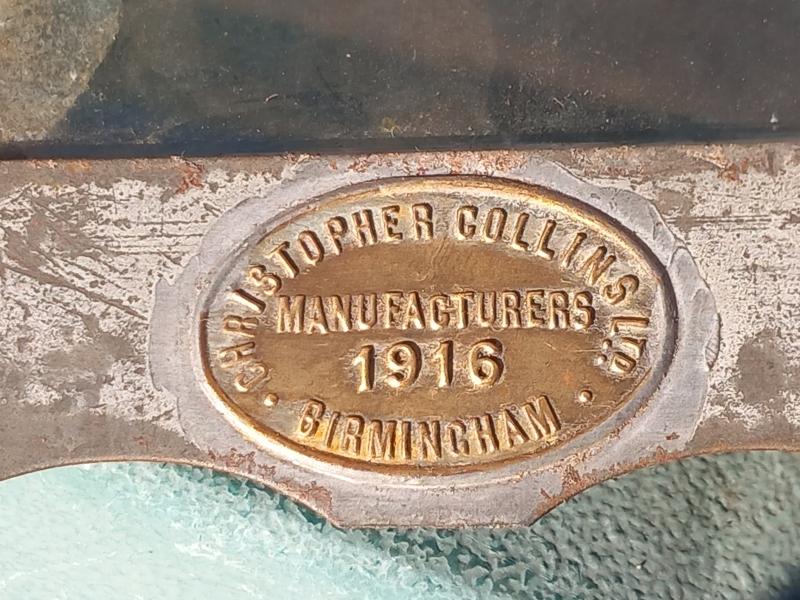 CHRISTOPHER COLLINS LTD.
MANUFACTURERS
1916
• BIRMINGHAM •